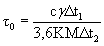 τ₀ = cγΔt₁ / 3,6KMΔt₂